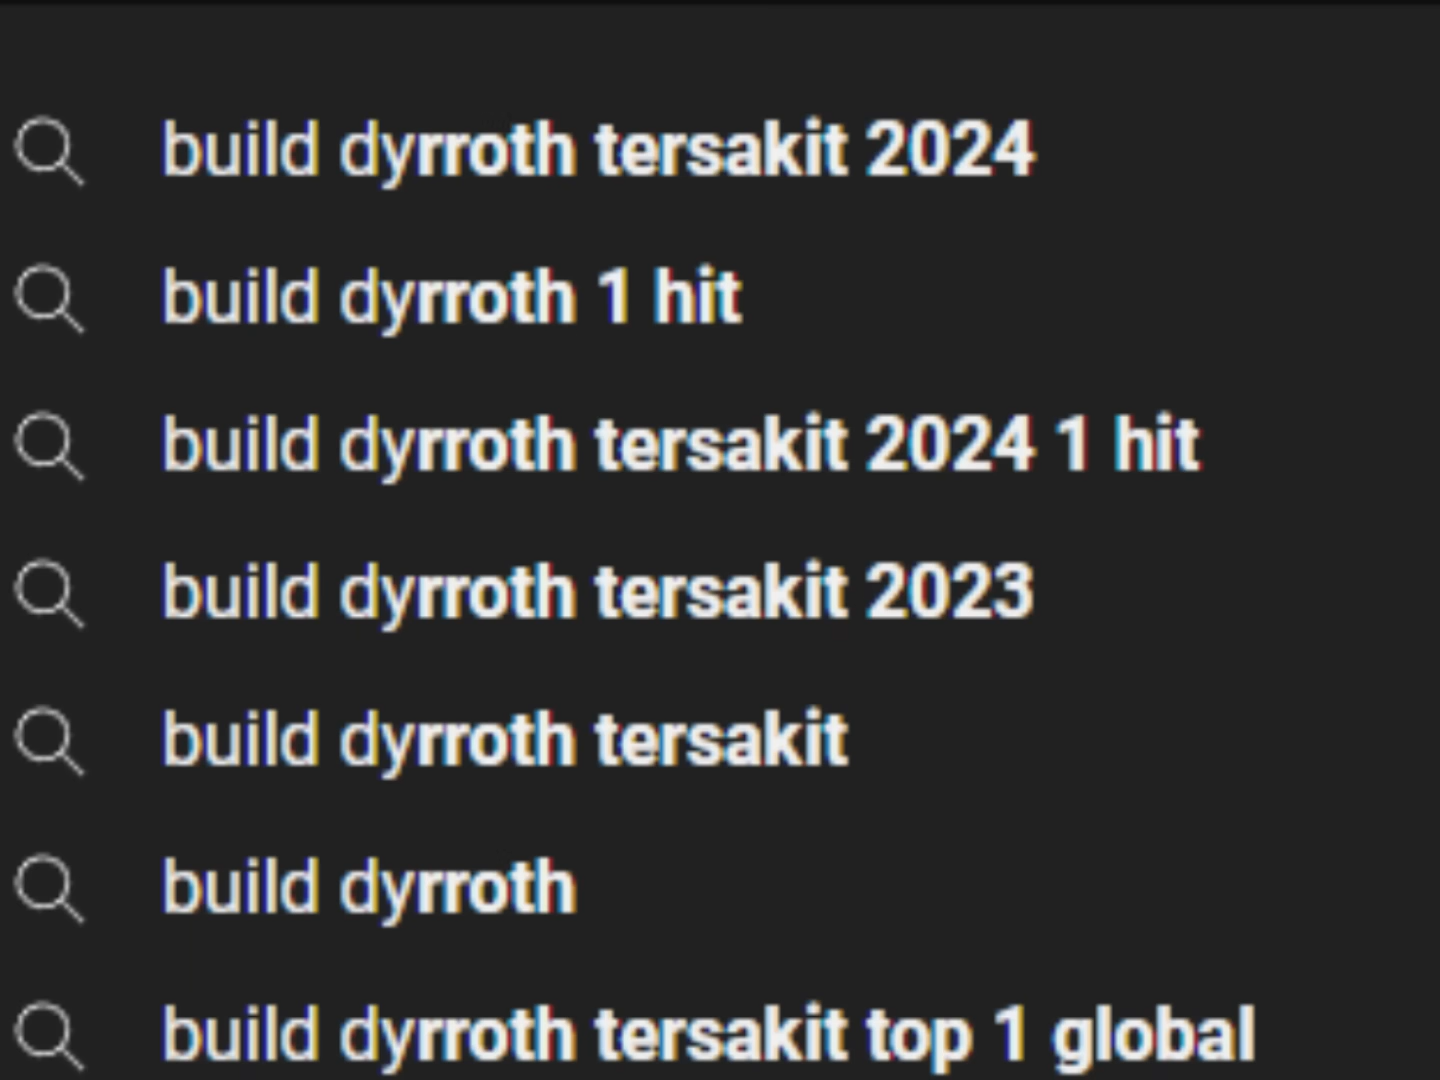 build dyrroth tersakit 2024
build dyrroth 1 hit
build dyrroth tersakit 2024 1 hit
build dyrroth tersakit 2023
build dyrroth tersakit
build dyrroth
build dyrroth tersakit top 1 global